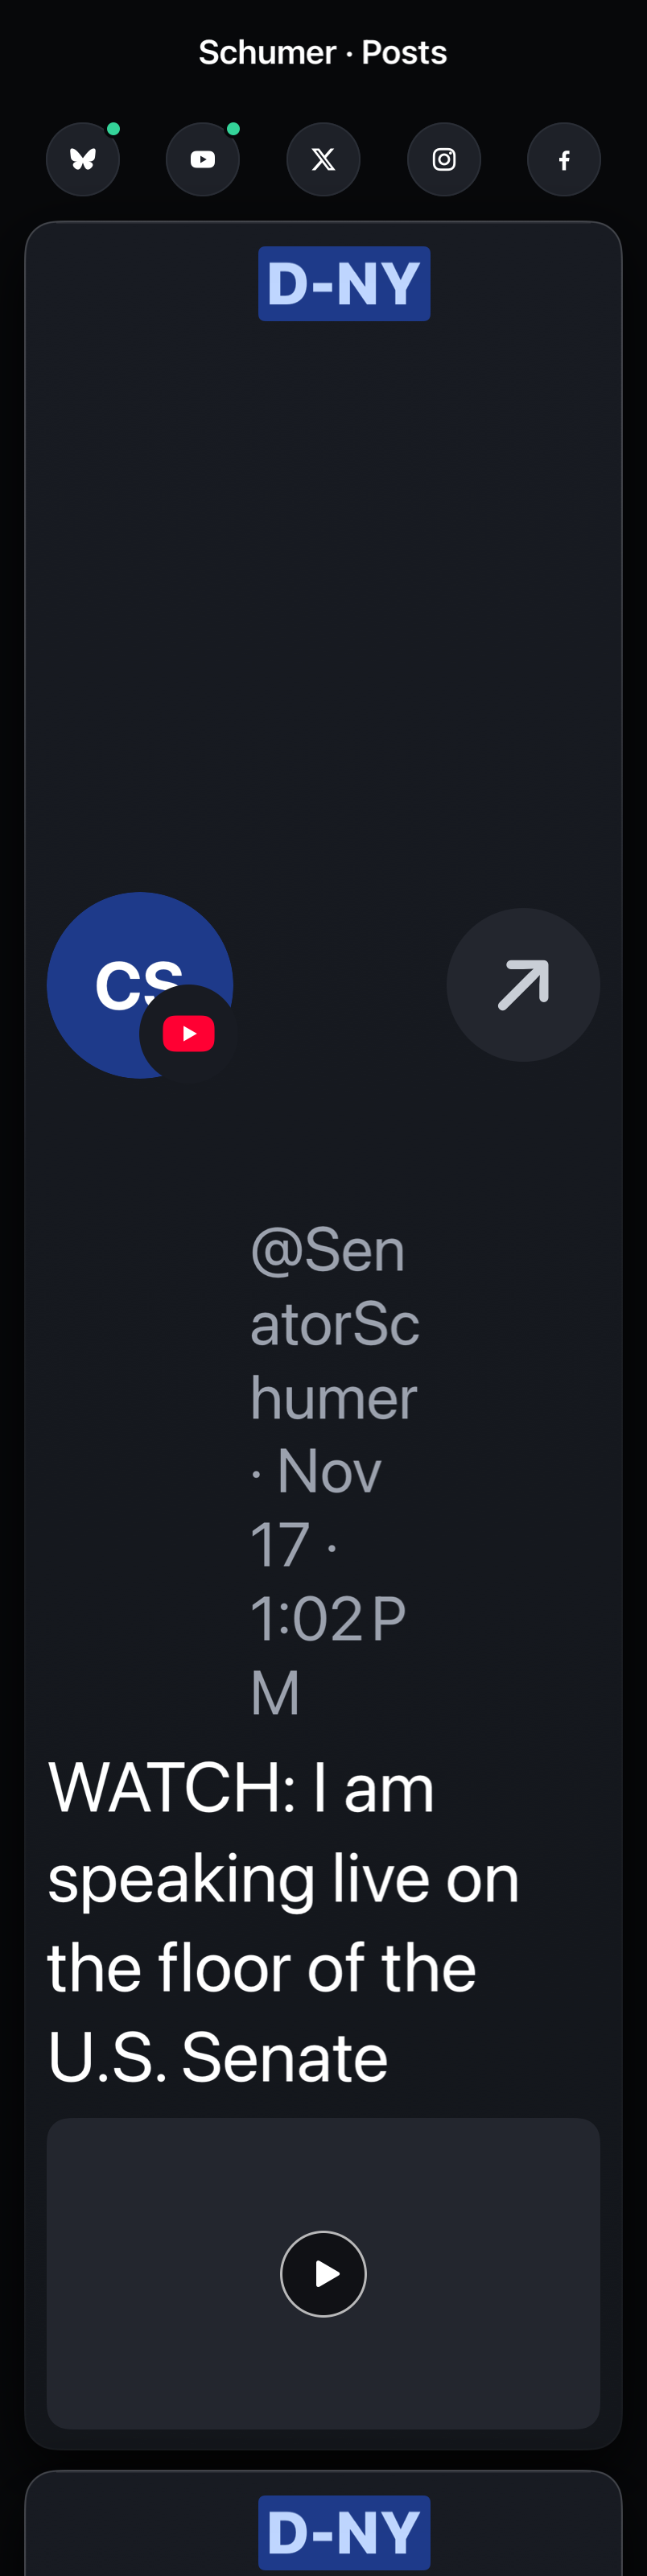 Schumer · Posts
D-NY
CS
@Sen
atorSc
humer
· Nov
17 ·
1:02 P
M
WATCH: I am
speaking live on
the floor of the
U.S. Senate
D-NY